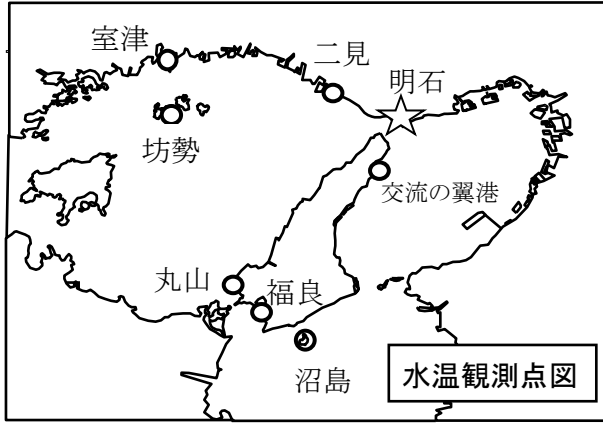 室津
二見
明石
坊勢
交流の翼港
丸山
福良
沼島
水温観測点図